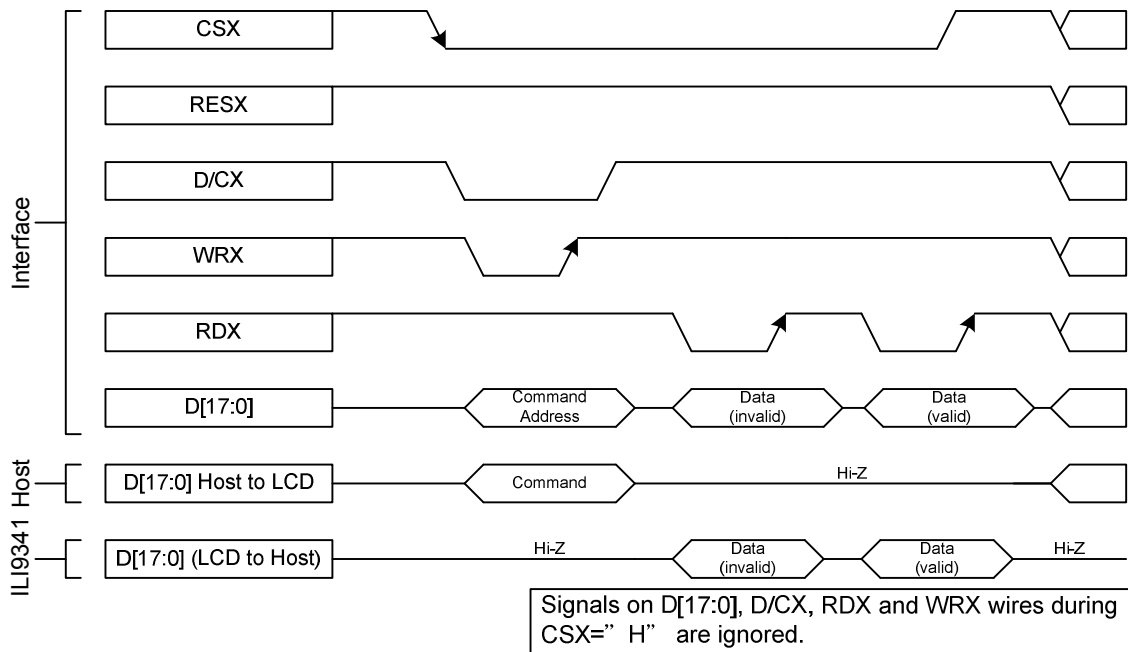 CSX
RESX
D/CX
WRX
RDX
D[17:0]
Command
Address
Data
(invalid)
Data
(valid)
Interface
D[17:0] Host to LCD
Command
Hi-Z
Host
D[17:0] (LCD to Host)
Hi-Z
Data
(invalid)
Data
(valid)
Hi-Z
ILI9341
Signals on D[17:0], D/CX, RDX and WRX wires during
CSX=” H” are ignored.